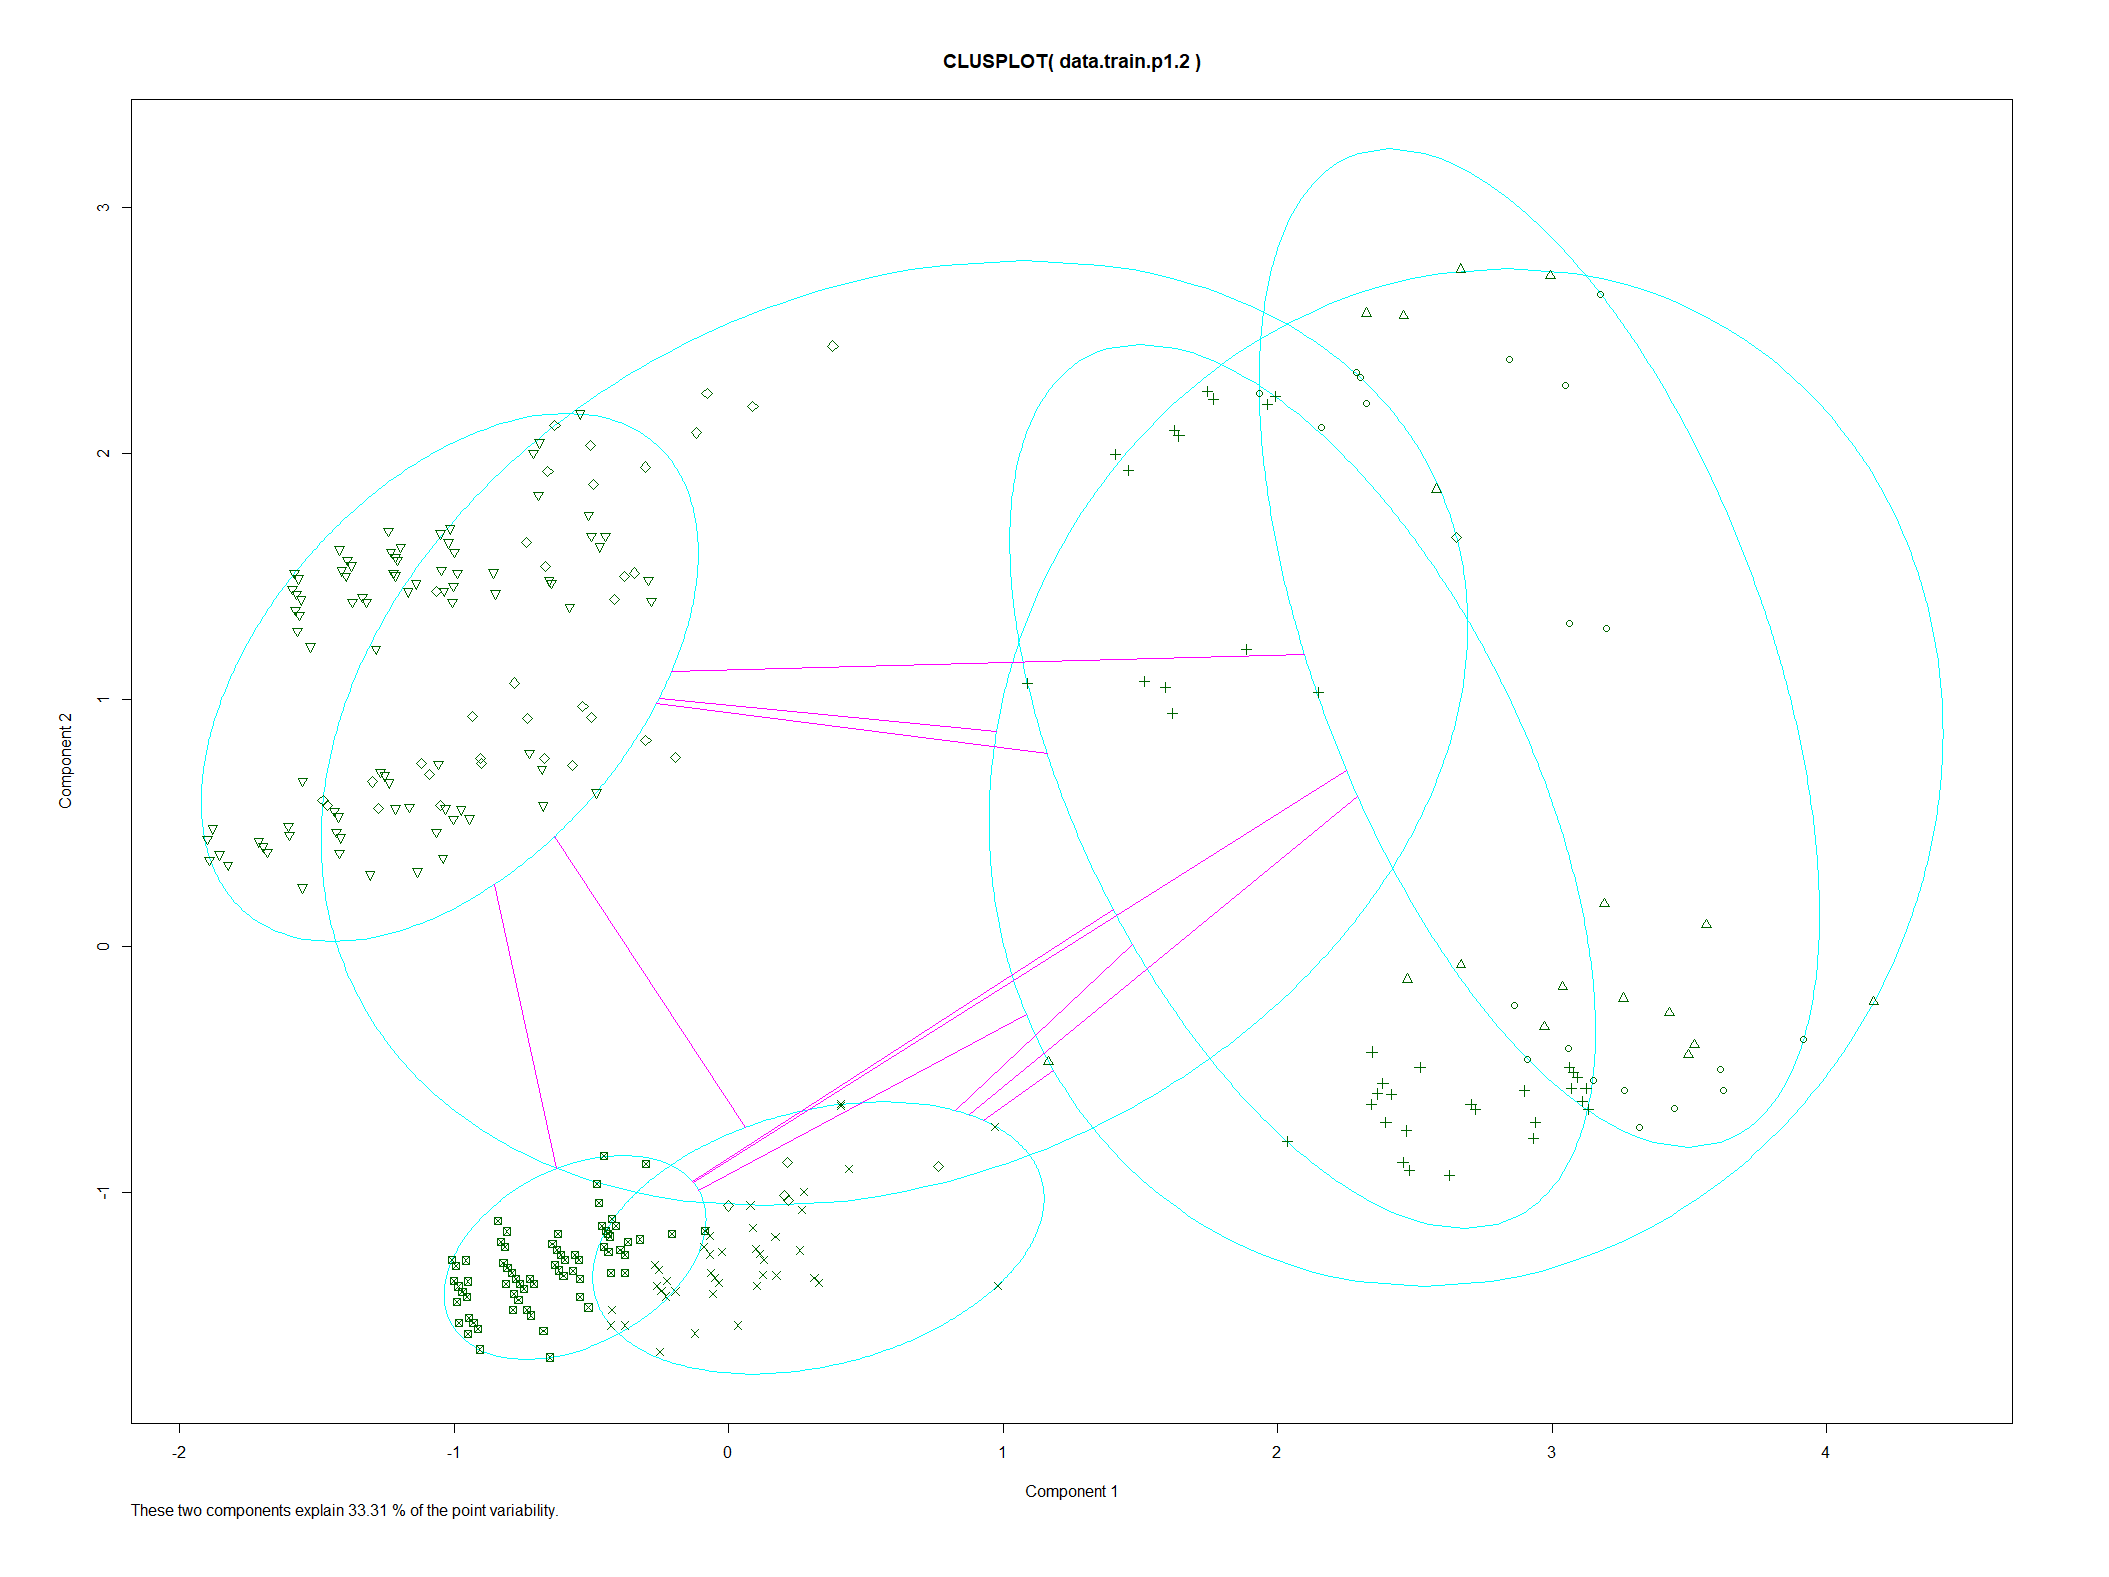 CLUSPLOT( data.train.p1.2 )
3
2
1
0
-1
Component 2
-2 -1 0 1 2 3 4
Component 1
These two components explain 33.31 % of the point variability.